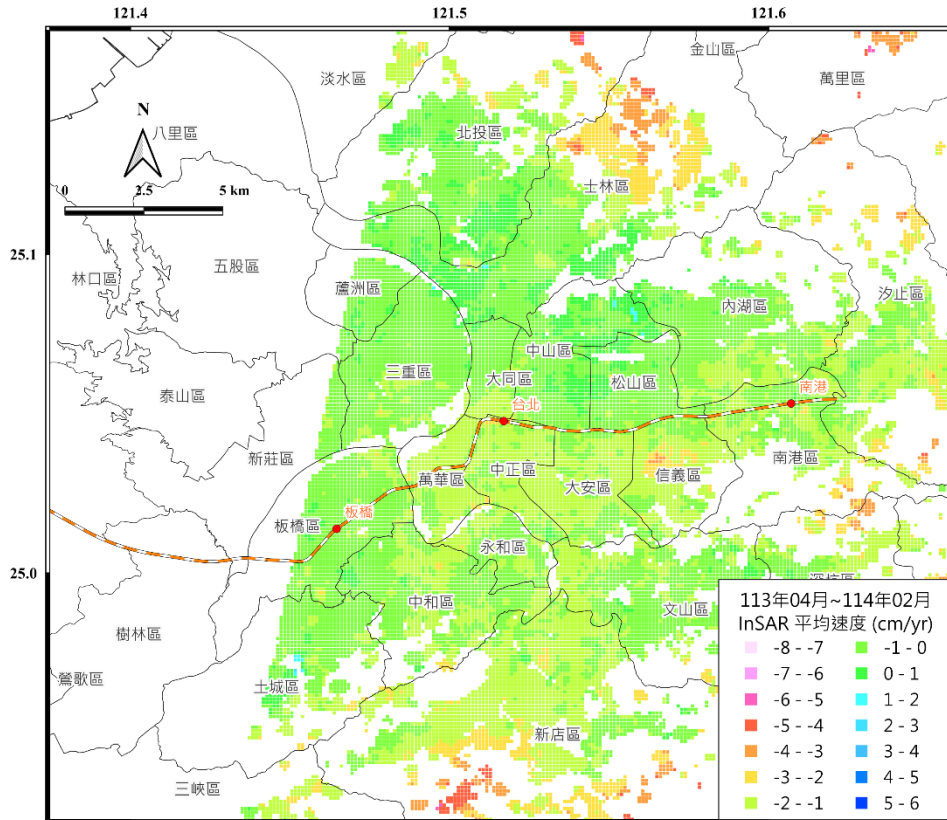 121.4
121.5
121.6
金山區
萬里區
淡水區
N
八里區
北投區
0
2.5
5 km
士林區
25.1
林口區
五股區
蘆洲區
內湖區
汐止區
中山區
三重區
大同區
松山區
泰山區
台北
南港
新莊區
中正區
萬華區
大安區
信義區
南港區
板橋區
板橋
永和區
25.0
中和區
文山區
深坑區
樹林區
鶯歌區
土城區
新店區
三峽區
113年04月~114年02月
InSAR 平均速度 (cm/yr)
-8 - -7
-1 - 0
-7 - -6
0 - 1
-6 - -5
1 - 2
-5 - -4
2 - 3
-4 - -3
3 - 4
-3 - -2
4 - 5
-2 - -1
5 - 6